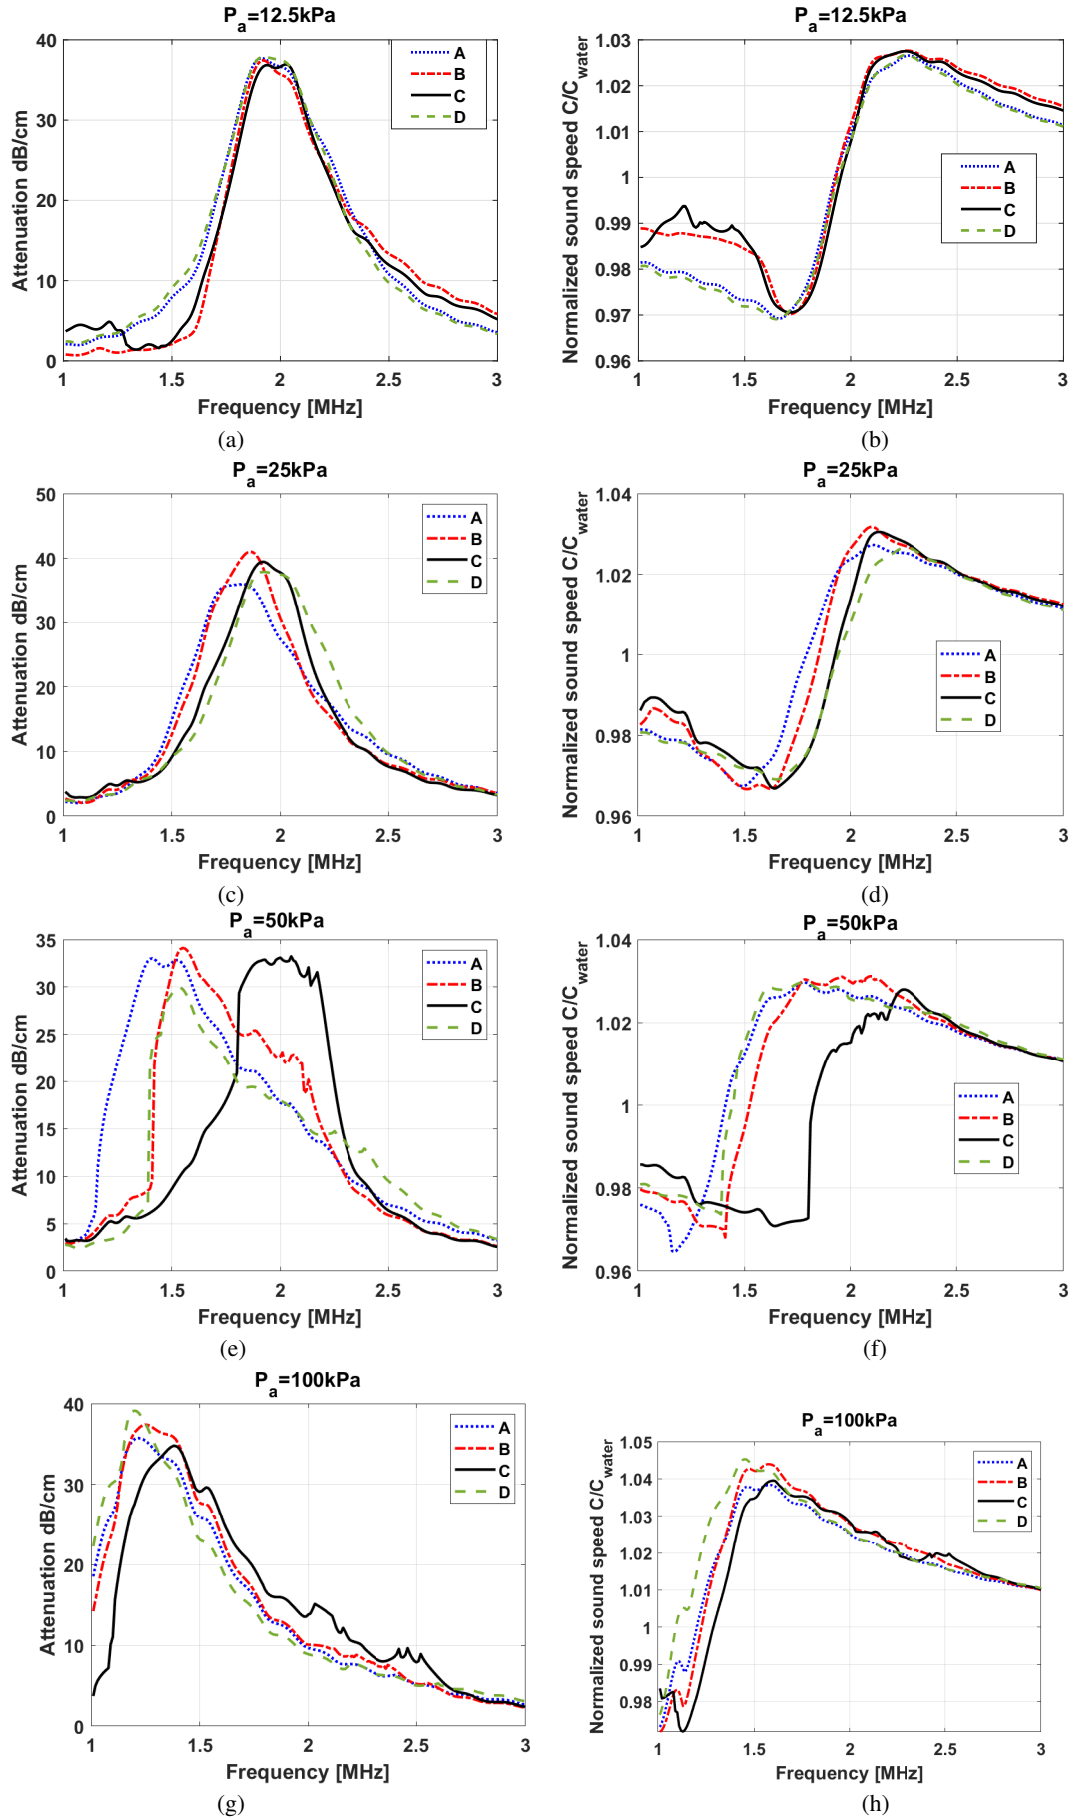 P_a=12.5kPa
40
30
20
10
0
Attenuation dB/cm
A
B
C
D
1 1.5 2 2.5 3
Frequency [MHz]
(a)
P_a=12.5kPa
1.03
1.02
1.01
1
0.99
0.98
0.97
0.96
Normalized sound speed C/C_water
A
B
C
D
1 1.5 2 2.5 3
Frequency [MHz]
(b)
P_a=25kPa
50
40
30
20
10
0
Attenuation dB/cm
A
B
C
D
1 1.5 2 2.5 3
Frequency [MHz]
(c)
P_a=25kPa
1.04
1.02
1
0.98
0.96
Normalized sound speed C/C_water
A
B
C
D
1 1.5 2 2.5 3
Frequency [MHz]
(d)
P_a=50kPa
35
30
25
20
15
10
5
0
Attenuation dB/cm
A
B
C
D
1 1.5 2 2.5 3
Frequency [MHz]
(e)
P_a=50kPa
1.04
1.02
1
0.98
0.96
Normalized sound speed C/C_water
A
B
C
D
1 1.5 2 2.5 3
Frequency [MHz]
(f)
P_a=100kPa
40
30
20
10
0
Attenuation dB/cm
A
B
C
D
1 1.5 2 2.5 3
Frequency [MHz]
(g)
P_a=100kPa
1.05
1.04
1.03
1.02
1.01
1
0.99
0.98
Normalized sound speed C/C_water
A
B
C
D
1 1.5 2 2.5 3
Frequency [MHz]
(h)